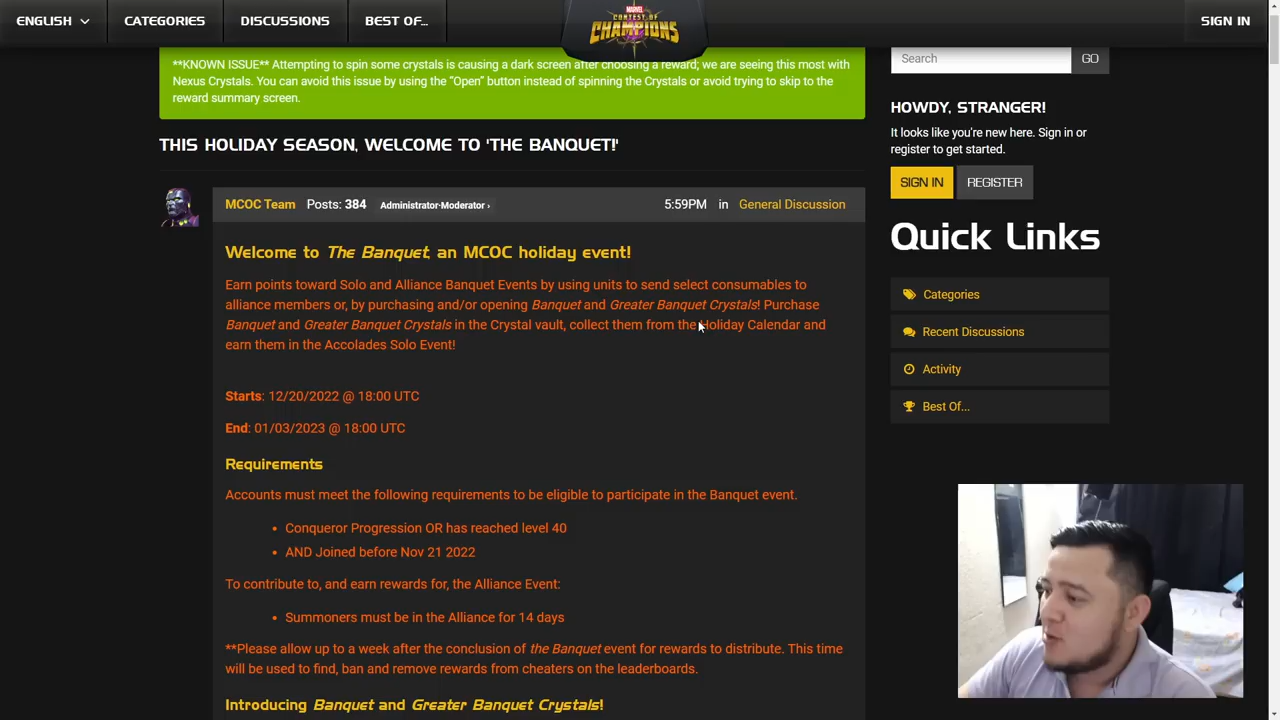 ENGLISH
CATEGORIES
DISCUSSIONS
BEST OF...
MARVEL
CONTEST OF
CHAMPIONS
SIGN IN
**KNOWN ISSUE** Attempting to spin some crystals is causing a dark screen after choosing a reward; we are seeing this most with
Nexus Crystals. You can avoid this issue by using the "Open" button instead of spinning the Crystals or avoid trying to skip to the
reward summary screen.
Search
GO
THIS HOLIDAY SEASON, WELCOME TO 'THE BANQUET!'
MCOC Team Posts: 384 Administrator-Moderator › 5:59PM in General Discussion
Welcome to The Banquet, an MCOC holiday event!
Earn points toward Solo and Alliance Banquet Events by using units to send select consumables to
alliance members or, by purchasing and/or opening Banquet and Greater Banquet Crystals! Purchase
Banquet and Greater Banquet Crystals in the Crystal vault, collect them from the Holiday Calendar and
earn them in the Accolades Solo Event!
Starts: 12/20/2022 @ 18:00 UTC
End: 01/03/2023 @ 18:00 UTC
Requirements
Accounts must meet the following requirements to be eligible to participate in the Banquet event.
• Conqueror Progression OR has reached level 40
• AND Joined before Nov 21 2022
To contribute to, and earn rewards for, the Alliance Event:
• Summoners must be in the Alliance for 14 days
**Please allow up to a week after the conclusion of the Banquet event for rewards to distribute. This time
will be used to find, ban and remove rewards from cheaters on the leaderboards.
Introducing Banquet and Greater Banquet Crystals!
HOWDY, STRANGER!
It looks like you're new here. Sign in or
register to get started.
SIGN IN
REGISTER
Quick Links
Categories
Recent Discussions
Activity
Best Of...